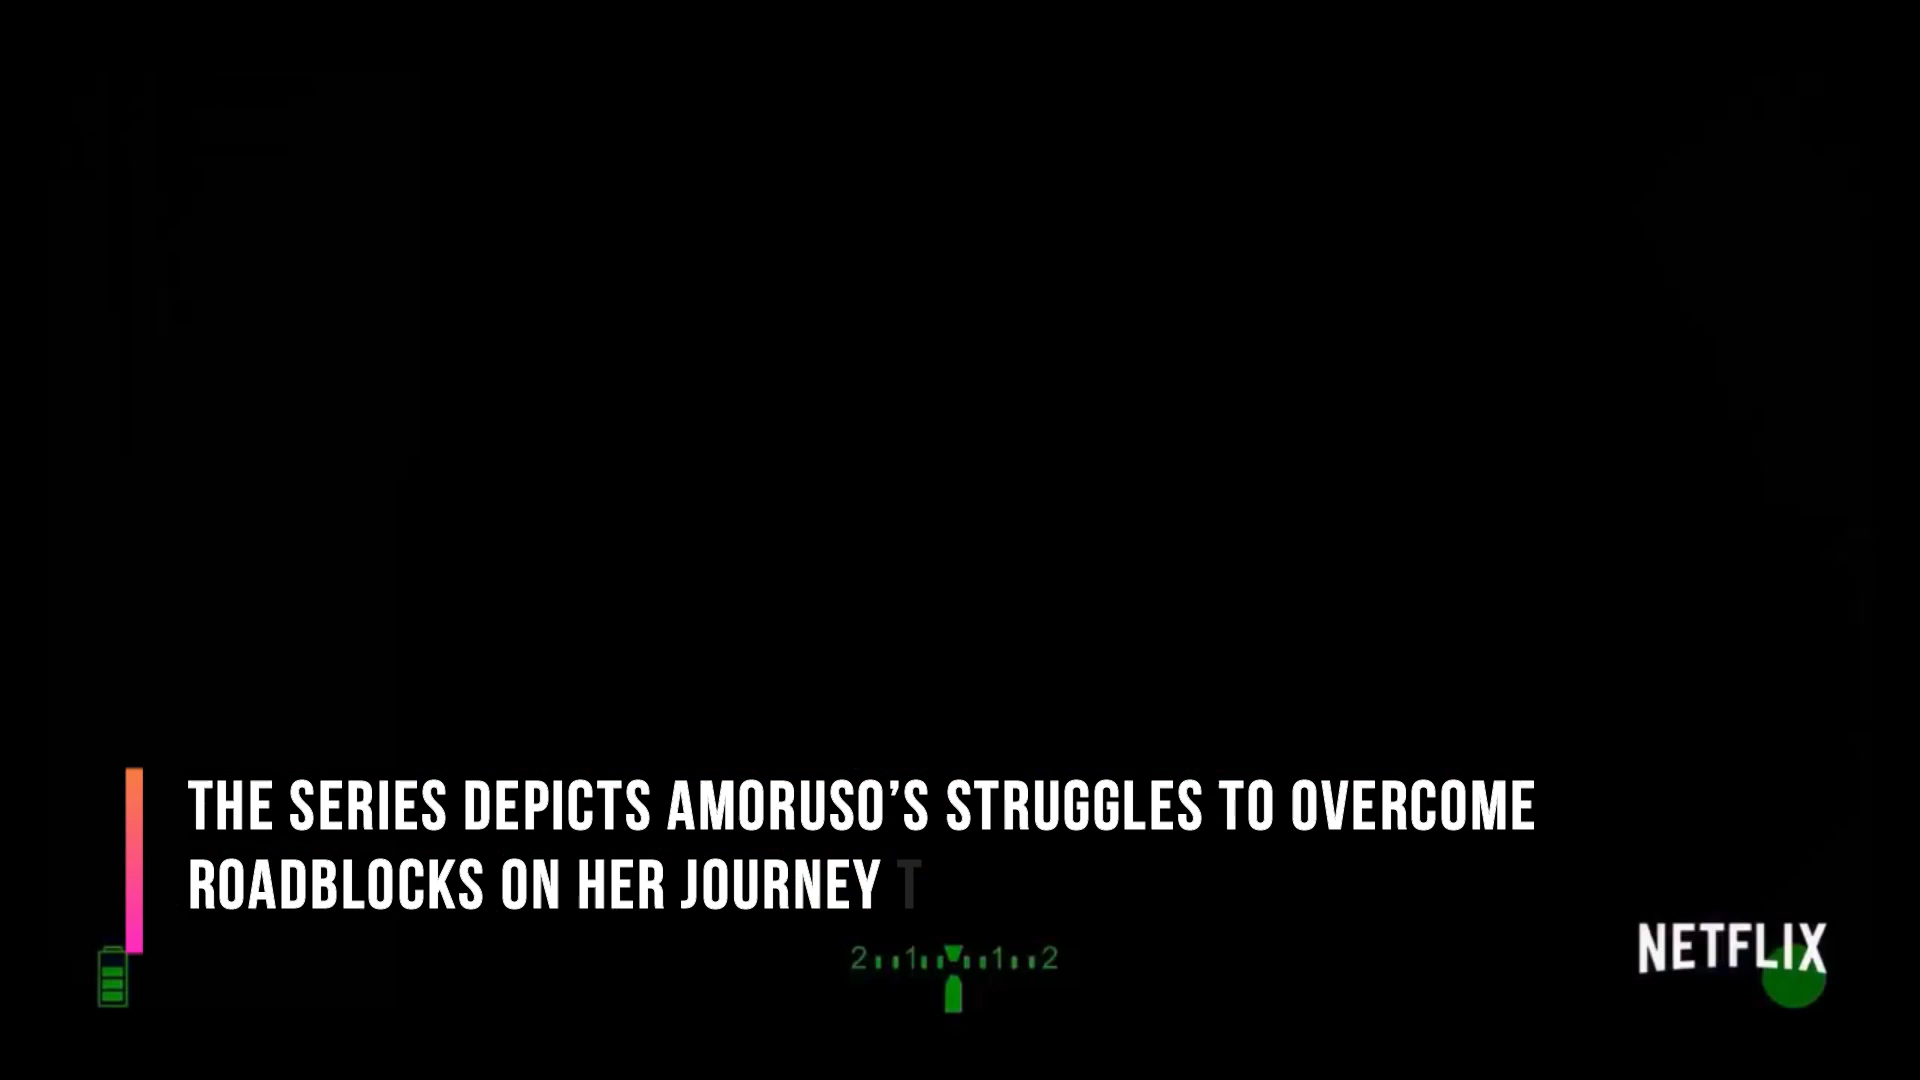 THE SERIES DEPICTS AMORUSO’S STRUGGLES TO OVERCOME
ROADBLOCKS ON HER JOURNEY T
2 1 1 2
NETFLIX